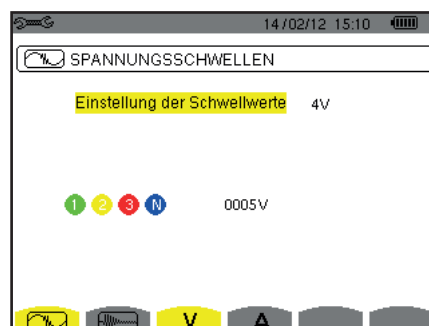 14/02/12 15:10
SPANNUNGSSCHWELLEN
Einstellung der Schwellwerte 4V
1 2 3 N 0005V
V A